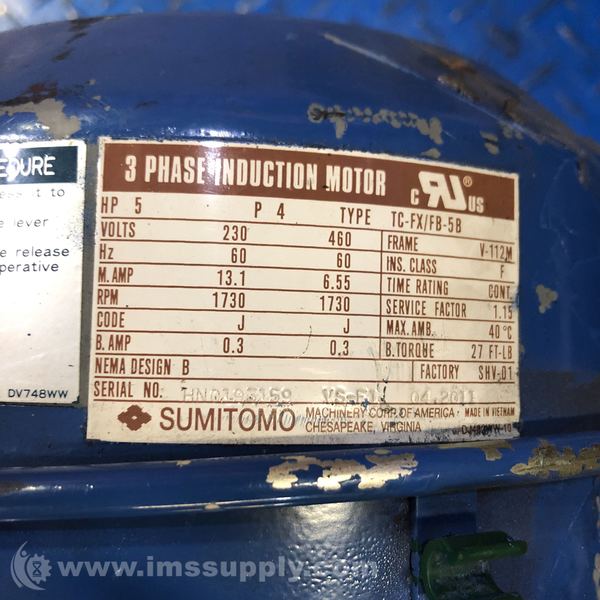 EDURE
ess it to
e lever
e release
perative
DV748WW
3 PHASE INDUCTION MOTOR
C RU ® US
HP 5 P 4 TYPE TC-FX/FB-5B
VOLTS 230 460
Hz 60 60
M. AMP 13.1 6.55
RPM 1730 1730
CODE J J
B. AMP 0.3 0.3
NEMA DESIGN B
FRAME V-112M
INS. CLASS F
TIME RATING CONT.
SERVICE FACTOR 1.15
MAX. AMB. 40°C
B. TORQUE 27 FT-LB
FACTORY SHV-01
SERIAL NO. 04.2011
SUMITOMO MACHINERY CORP. OF AMERICA · MADE IN VIETNAM
CHESAPEAKE, VIRGINIA
www.imssupply.com